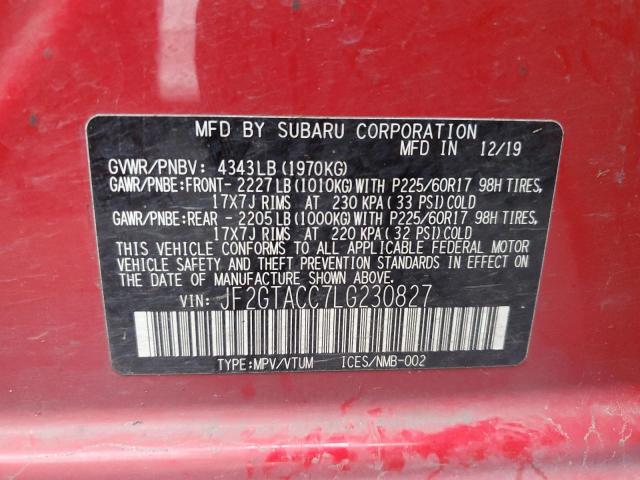 MFD BY SUBARU CORPORATION
MFD IN 12/19
GVWR/PNBV: 4343LB (1970KG)
GAWR/PNBE:FRONT- 2227 LB (1010KG) WITH P225/60R17 98H TIRES,
17X7J RIMS AT 230 KPA ( 33 PSI) COLD
GAWR/PNBE:REAR - 2205 LB (1000KG) WITH P225/60R17 98H TIRES,
17X7J RIMS AT 220 KPA ( 32 PSI) COLD
THIS VEHICLE CONFORMS TO ALL APPLICABLE FEDERAL MOTOR
VEHICLE SAFETY, BUMPER, AND THEFT PREVENTION STANDARDS
IN EFFECT ON THE DATE OF MANUFACTURE SHOWN ABOVE.
VIN: JF2GTACC7LG230827
TYPE:MPV/VTUM ICES/NMB-002